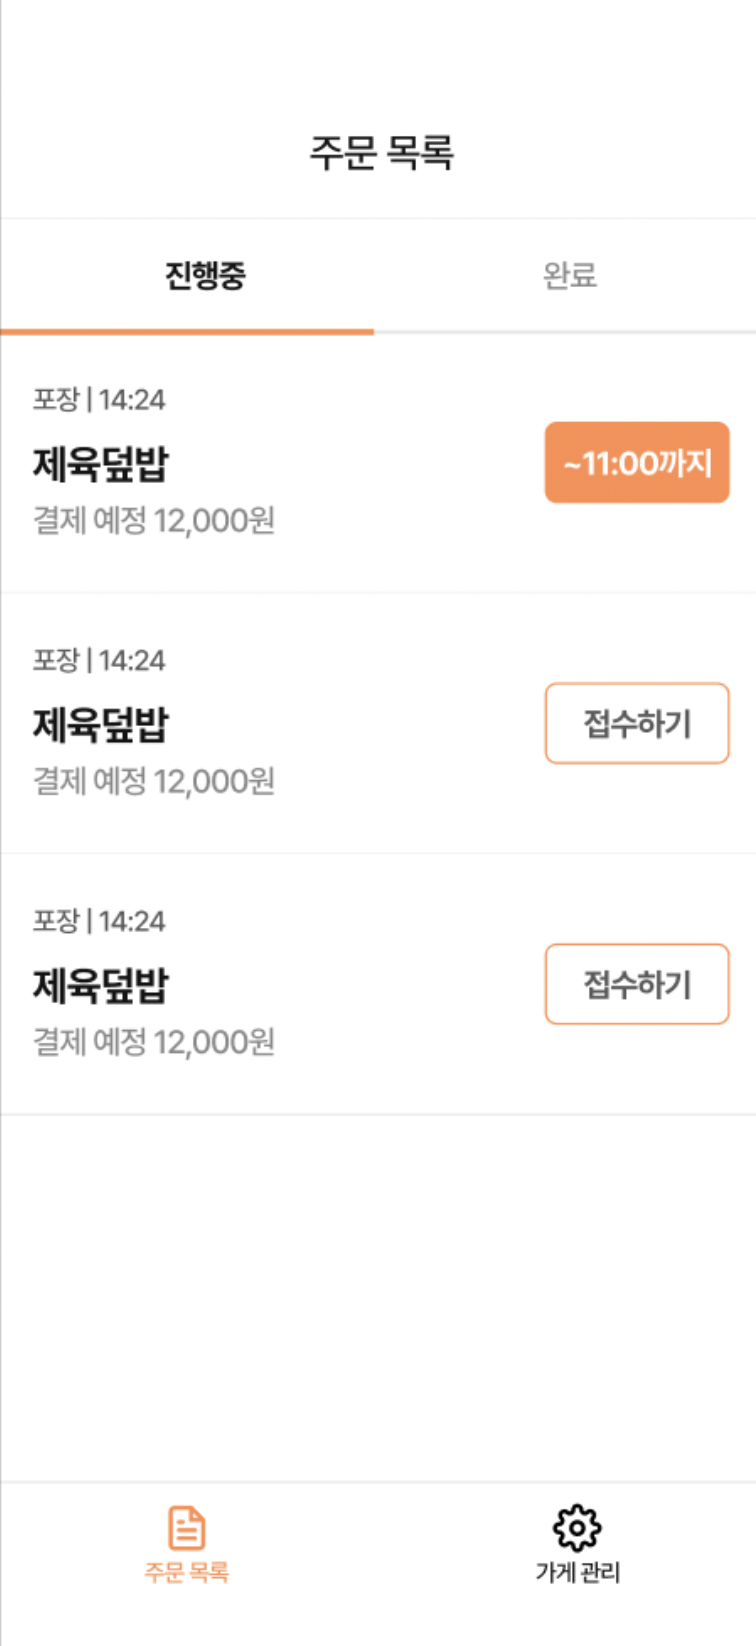 주문 목록
진행중
완료
포장 | 14:24
제육덮밥
결제 예정 12,000원
~11:00까지
포장 | 14:24
제육덮밥
결제 예정 12,000원
접수하기
포장 | 14:24
제육덮밥
결제 예정 12,000원
접수하기
주문 목록
가게 관리